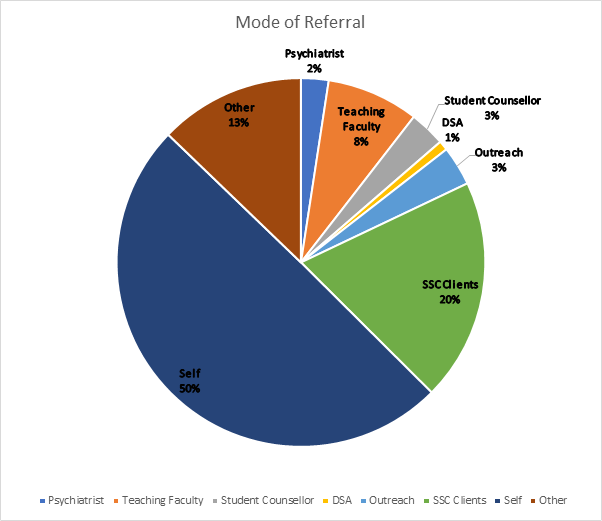 Mode of Referral
Psychiatrist
2%
Teaching
Faculty
8%
Student Counsellor
3%
DSA
1%
Outreach
3%
SSC Clients
20%
Self
50%
Other
13%
Psychiatrist Teaching Faculty Student Counsellor DSA Outreach SSC Clients Self Other